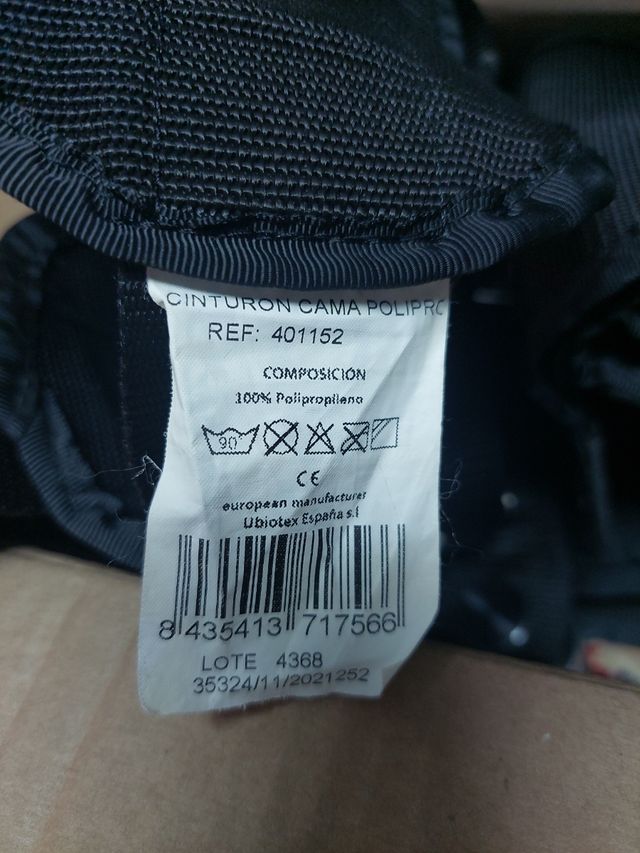 CINTURON CAMA POLIPRO
REF: 401152
COMPOSICIÓN
100% Polipropileno
90°
CE
european manufacturer
Ubiotex España s.l
8 435413 717566
LOTE 4368
35324/11/2021252